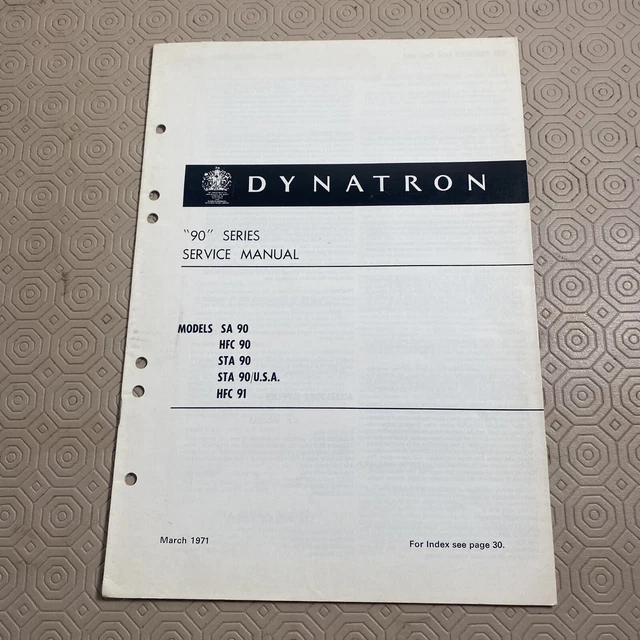 DYNATRON
"90" SERIES
SERVICE MANUAL
MODELS SA 90
HFC 90
STA 90
STA 90/U.S.A.
HFC 91
March 1971
For Index see page 30.